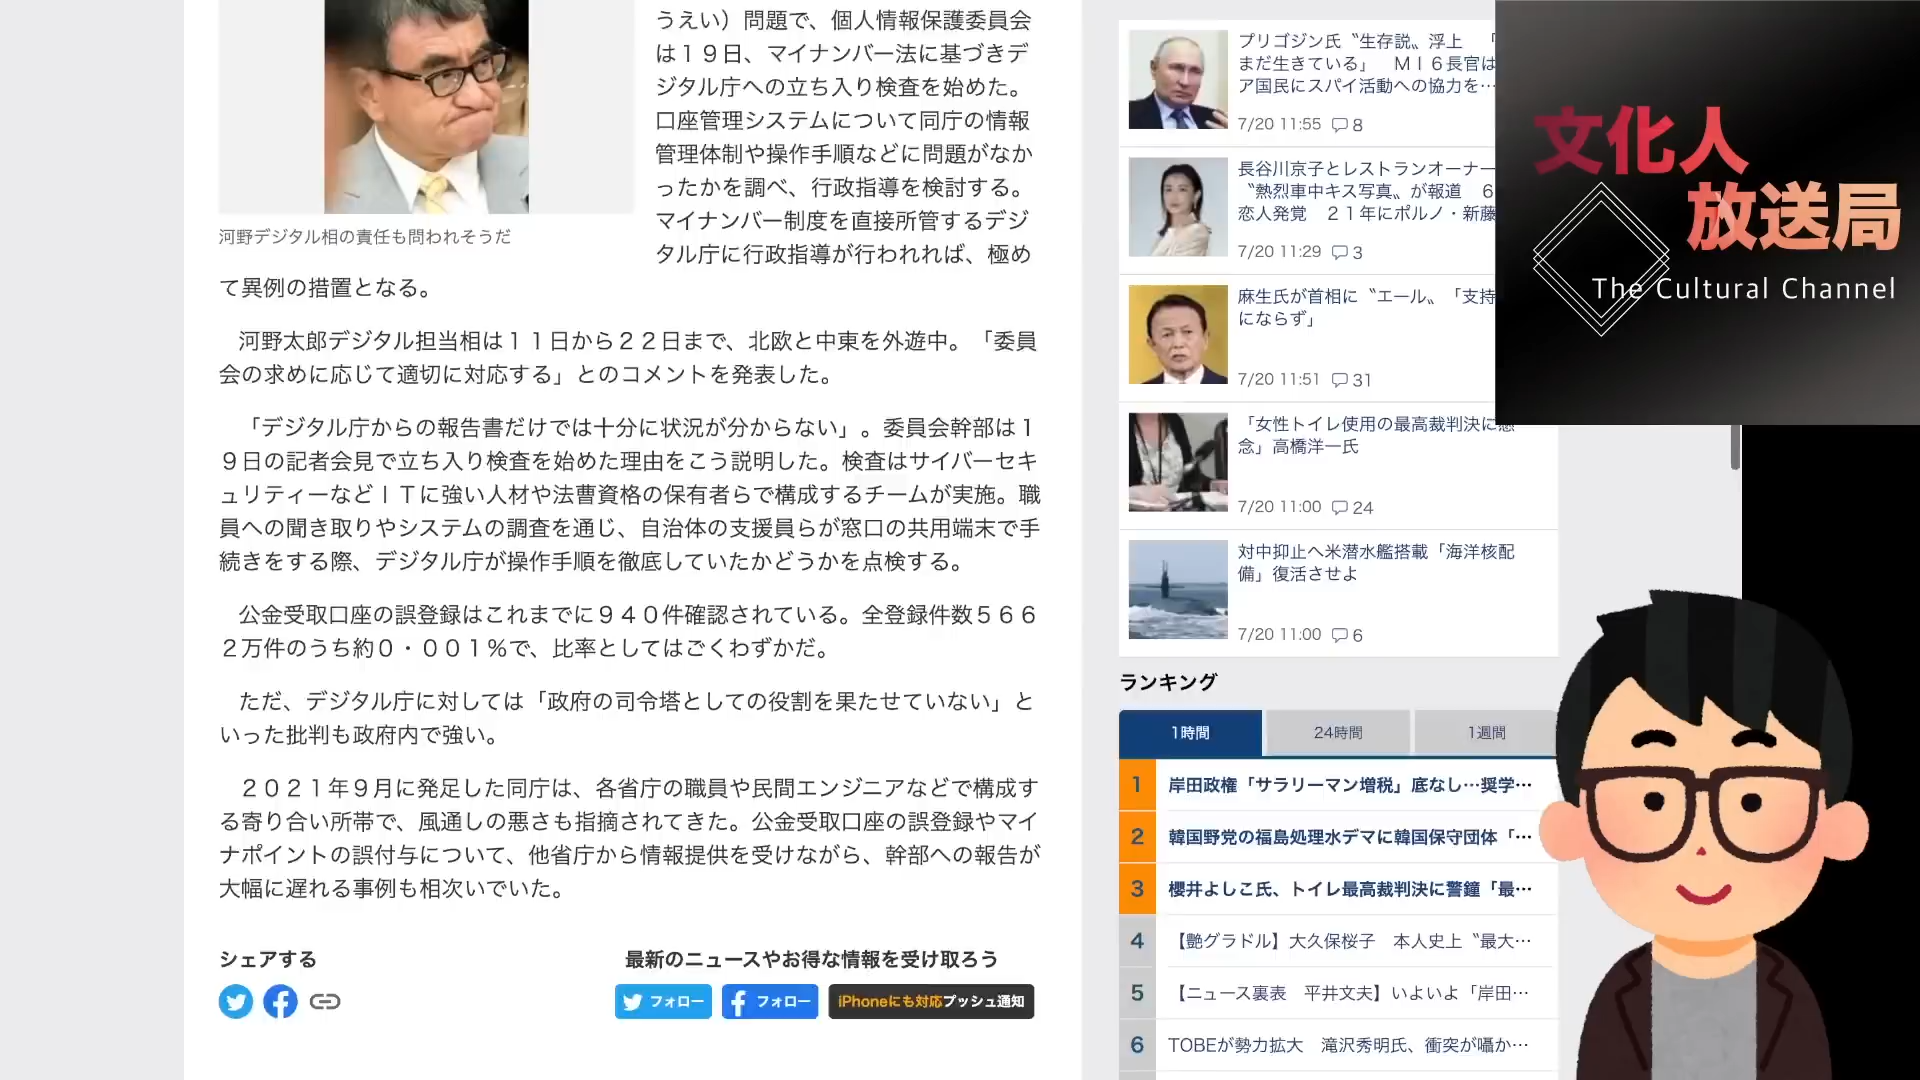 うえい）問題で、個人情報保護委員会
は１９日、マイナンバー法に基づきデ
ジタル庁への立ち入り検査を始めた。
口座管理システムについて同庁の情報
管理体制や操作手順などに問題がなか
ったかを調べ、行政指導を検討する。
マイナンバー制度を直接所管するデジ
タル庁に行政指導が行われれば、極め
て異例の措置となる。
河野デジタル相の責任も問われそうだ
河野太郎デジタル担当相は１１日から２２日まで、北欧と中東を外遊中。「委員
会の求めに応じて適切に対応する」とのコメントを発表した。
「デジタル庁からの報告書だけでは十分に状況が分からない」。委員会幹部は１
９日の記者会見で立ち入り検査を始めた理由をこう説明した。検査はサイバーセキ
ュリティーなどＩＴに強い人材や法曹資格の保有者らで構成するチームが実施。職
員への聞き取りやシステムの調査を通じ、自治体の支援員らが窓口の共用端末で手
続きをする際、デジタル庁が操作手順を徹底していたかどうかを点検する。
公金受取口座の誤登録はこれまでに９４０件確認されている。全登録件数５６６
２万件のうち約０・００１％で、比率としてはごくわずかだ。
ただ、デジタル庁に対しては「政府の司令塔としての役割を果たせていない」と
いった批判も政府内で強い。
２０２１年９月に発足した同庁は、各省庁の職員や民間エンジニアなどで構成す
る寄り合い所帯で、風通しの悪さも指摘されてきた。公金受取口座の誤登録やマイ
ナポイントの誤付与について、他省庁から情報提供を受けながら、幹部への報告が
大幅に遅れる事例も相次いでいた。
シェアする
最新のニュースやお得な情報を受け取ろう
フォロー
フォロー
iPhoneにも対応プッシュ通知
プリゴジン氏〝生存説〟浮上　「
まだ生きている」　ＭＩ６長官は
ア国民にスパイ活動への協力を…
7/20 11:55 8
長谷川京子とレストランオーナー
〝熱烈車中キス写真〟が報道　６
恋人発覚　２１年にポルノ・新藤
7/20 11:29 3
麻生氏が首相に〝エール〟「支持
にならず」
7/20 11:51 31
「女性トイレ使用の最高裁判決に懸
念」高橋洋一氏
7/20 11:00 24
対中抑止へ米潜水艦搭載「海洋核配
備」復活させよ
7/20 11:00 6
ランキング
1時間
24時間
1週間
1 岸田政権「サラリーマン増税」底なし…奨学…
2 韓国野党の福島処理水デマに韓国保守団体「…
3 櫻井よしこ氏、トイレ最高裁判決に警鐘「最…
4 【艶グラドル】大久保桜子　本人史上〝最大…
5 【ニュース裏表　平井文夫】いよいよ「岸田…
6 TOBEが勢力拡大　滝沢秀明氏、衝突が囁か…
文化人
放送局
The Cultural Channel